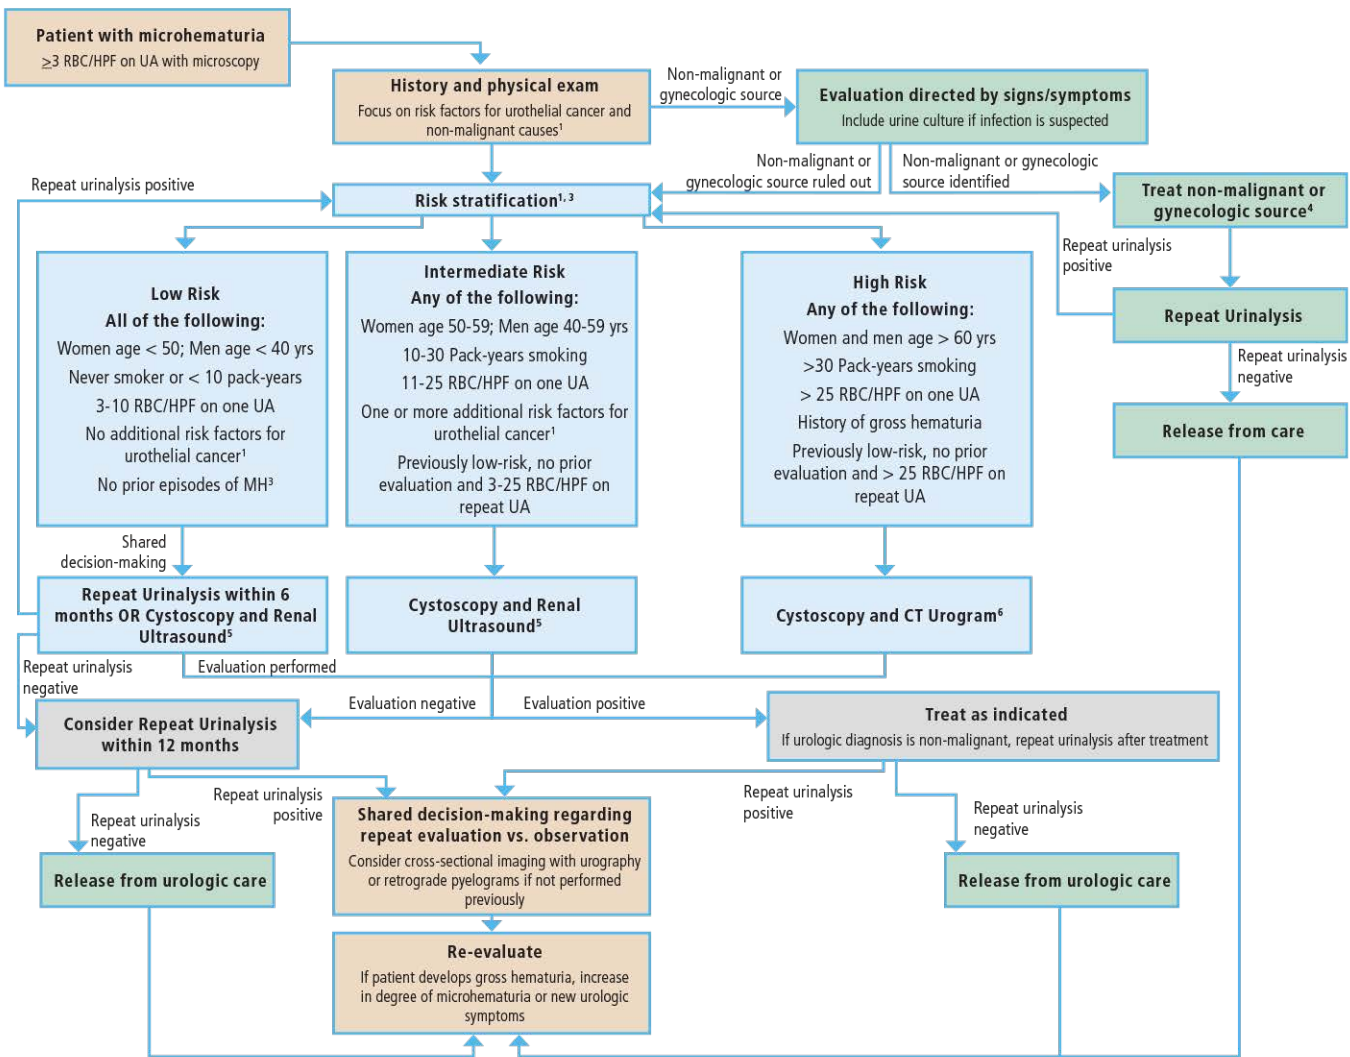 Patient with microhematuria
≥3 RBC/HPF on UA with microscopy
History and physical exam
Focus on risk factors for urothelial cancer and
non-malignant causes¹
Non-malignant or
gynecologic source
Evaluation directed by signs/symptoms
Include urine culture if infection is suspected
Non-malignant or
gynecologic source ruled out
Non-malignant or gynecologic
source identified
Treat non-malignant or
gynecologic source⁴
Repeat urinalysis
positive
Repeat Urinalysis
Repeat urinalysis
negative
Release from care
Repeat urinalysis positive
Risk stratification¹˒ ³
Low Risk
All of the following:
Women age < 50; Men age < 40 yrs
Never smoker or < 10 pack-years
3-10 RBC/HPF on one UA
No additional risk factors for
urothelial cancer¹
No prior episodes of MH³
Intermediate Risk
Any of the following:
Women age 50-59; Men age 40-59 yrs
10-30 Pack-years smoking
11-25 RBC/HPF on one UA
One or more additional risk factors for
urothelial cancer¹
Previously low-risk, no prior
evaluation and 3-25 RBC/HPF on
repeat UA
High Risk
Any of the following:
Women and men age > 60 yrs
>30 Pack-years smoking
> 25 RBC/HPF on one UA
History of gross hematuria
Previously low-risk, no prior
evaluation and > 25 RBC/HPF on
repeat UA
Shared
decision-making
Repeat Urinalysis within 6
months OR Cystoscopy and Renal
Ultrasound⁵
Cystoscopy and Renal
Ultrasound⁵
Cystoscopy and CT Urogram⁶
Repeat urinalysis
negative
Evaluation performed
Evaluation negative
Evaluation positive
Consider Repeat Urinalysis
within 12 months
Treat as indicated
If urologic diagnosis is non-malignant, repeat urinalysis after treatment
Repeat urinalysis
negative
Repeat urinalysis
positive
Repeat urinalysis
positive
Repeat urinalysis
negative
Release from urologic care
Shared decision-making regarding
repeat evaluation vs. observation
Consider cross-sectional imaging with urography
or retrograde pyelograms if not performed
previously
Release from urologic care
Re-evaluate
If patient develops gross hematuria, increase
in degree of microhematuria or new urologic
symptoms